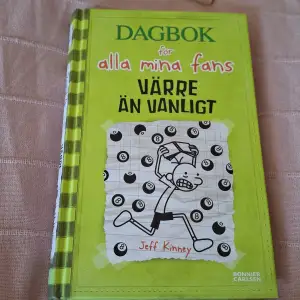 DAGBOK
för
alla mina fans
VÄRRE
ÄN VANLIGT
Jeff Kinney
BONNIER
CARLSEN